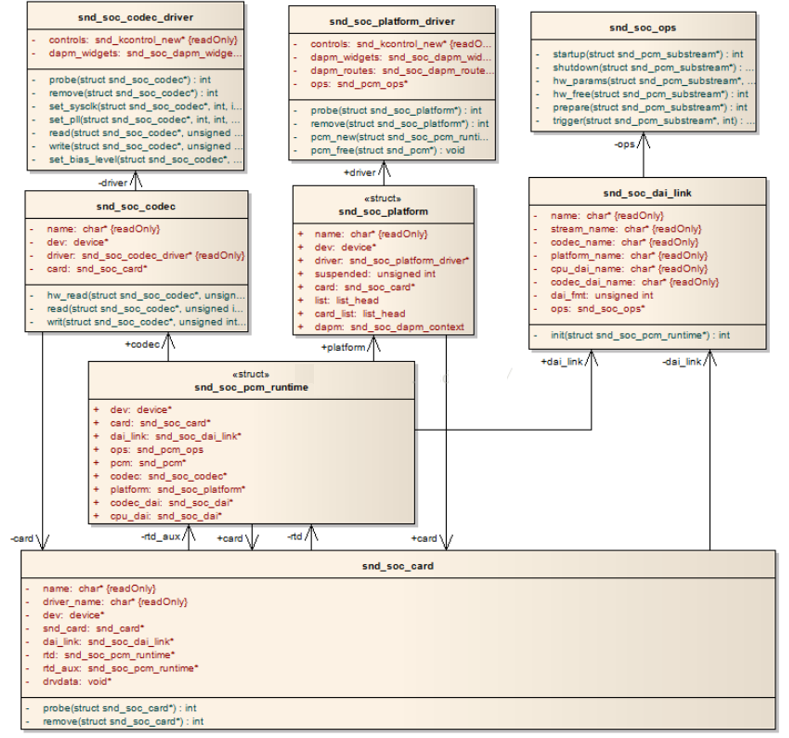 snd_soc_codec_driver
- controls: snd_kcontrol_new* {readOnly}
- dapm_widgets: snd_soc_dapm_widge...
- probe(struct snd_soc_codec*) : int
- remove(struct snd_soc_codec*) : int
- set_sysclk(struct snd_soc_codec*, int, i...
- set_pll(struct snd_soc_codec*, int, int, ...
- read(struct snd_soc_codec*, unsigned ...
- write(struct snd_soc_codec*, unsigned ...
- set_bias_level(struct snd_soc_codec*, ...
snd_soc_platform_driver
- controls: snd_kcontrol_new* {readO...
- dapm_widgets: snd_soc_dapm_wid...
- dapm_routes: snd_soc_dapm_route...
- ops: snd_pcm_ops*
- probe(struct snd_soc_platform*) : int
- remove(struct snd_soc_platform*) : int
- pcm_new(struct snd_soc_pcm_runti...
- pcm_free(struct snd_pcm*) : void
snd_soc_ops
- startup(struct snd_pcm_substream*) : int
- shutdown(struct snd_pcm_substream*) : ...
- hw_params(struct snd_pcm_substream*, ...
- hw_free(struct snd_pcm_substream*) : int
- prepare(struct snd_pcm_substream*) : int
- trigger(struct snd_pcm_substream*, int) : ...
-driver
+driver
-ops
snd_soc_codec
- name: char* {readOnly}
- dev: device*
- driver: snd_soc_codec_driver* {readOnly}
- card: snd_soc_card*
- hw_read(struct snd_soc_codec*, unsign...
- read(struct snd_soc_codec*, unsigned i...
- writ(struct snd_soc_codec*, unsigned int...
«struct»
snd_soc_platform
+ name: char* {readOnly}
+ dev: device*
+ driver: snd_soc_platform_driver*
+ suspended: unsigned int
+ card: snd_soc_card*
+ list: list_head
+ card_list: list_head
+ dapm: snd_soc_dapm_context
snd_soc_dai_link
- name: char* {readOnly}
- stream_name: char* {readOnly}
- codec_name: char* {readOnly}
- platform_name: char* {readOnly}
- cpu_dai_name: char* {readOnly}
- codec_dai_name: char* {readOnly}
- dai_fmt: unsigned int
- ops: snd_soc_ops*
- init(struct snd_soc_pcm_runtime*) : int
+codec
+platform
+dai_link
-dai_link
«struct»
snd_soc_pcm_runtime
+ dev: device*
+ card: snd_soc_card*
+ dai_link: snd_soc_dai_link*
+ ops: snd_pcm_ops
+ pcm: snd_pcm*
+ codec: snd_soc_codec*
+ platform: snd_soc_platform*
+ codec_dai: snd_soc_dai*
+ cpu_dai: snd_soc_dai*
-card
-rtd_aux
+card
-rtd
+card
snd_soc_card
- name: char* {readOnly}
- driver_name: char* {readOnly}
- dev: device*
- snd_card: snd_card*
- dai_link: snd_soc_dai_link*
- rtd: snd_soc_pcm_runtime*
- rtd_aux: snd_soc_pcm_runtime*
- drvdata: void*
- probe(struct snd_soc_card*) : int
- remove(struct snd_soc_card*) : int